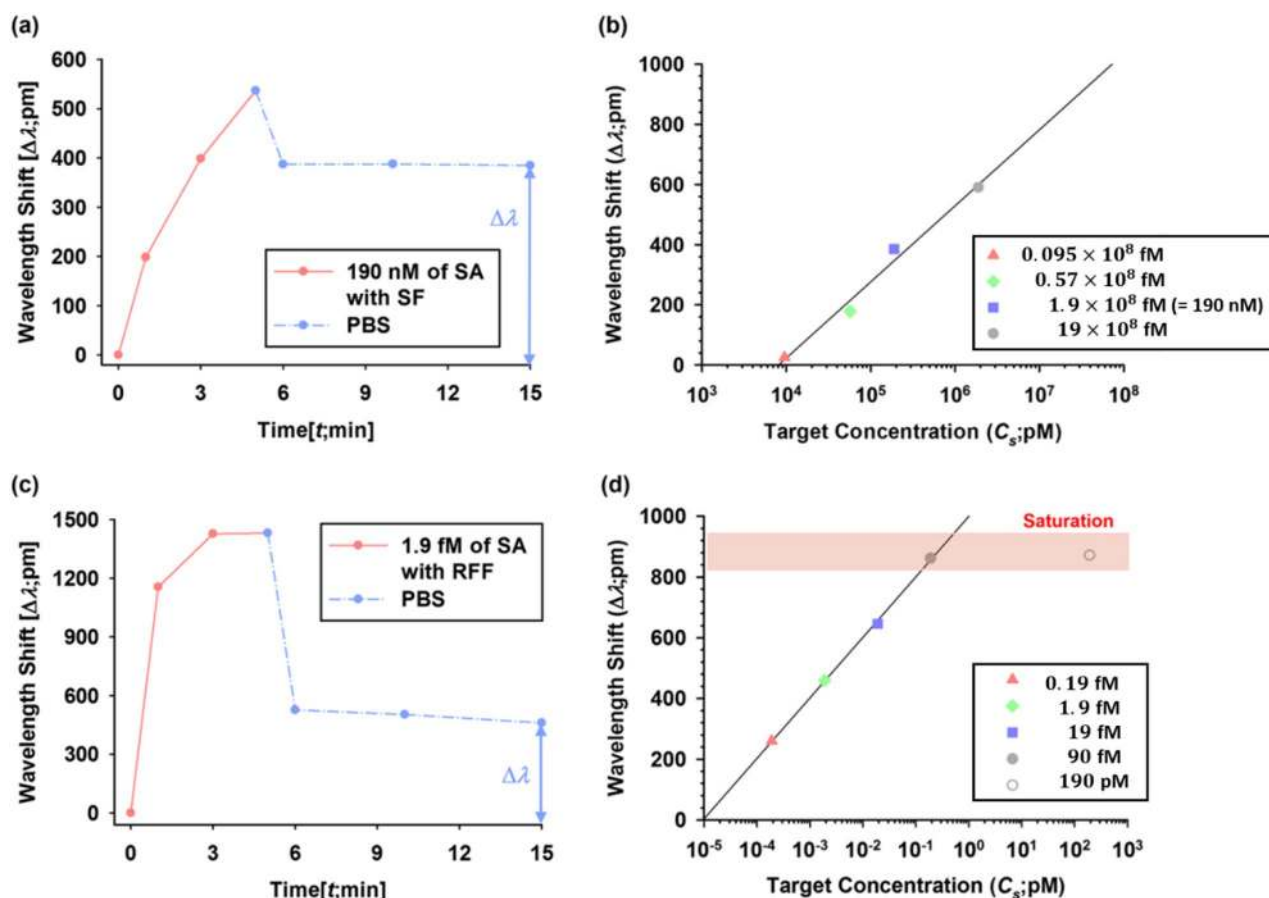 (a)
600
500
400
300
200
100
0
Wavelength Shift [Δλ;pm]
Δλ
190 nM of SA
with SF
PBS
0 3 6 9 12 15
Time[t;min]
(b)
1000
800
600
400
200
0
Wavelength Shift (Δλ;pm)
0.095 × 10⁸ fM
0.57 × 10⁸ fM
1.9 × 10⁸ fM (= 190 nM)
19 × 10⁸ fM
10³ 10⁴ 10⁵ 10⁶ 10⁷ 10⁸
Target Concentration (Cₛ;pM)
(c)
1500
1200
900
600
300
0
Wavelength Shift [Δλ;pm]
1.9 fM of SA
with RFF
PBS
Δλ
0 3 6 9 12 15
Time[t;min]
(d)
1000
800
600
400
200
0
Wavelength Shift (Δλ;pm)
Saturation
0.19 fM
1.9 fM
19 fM
90 fM
190 pM
10⁻⁵ 10⁻⁴ 10⁻³ 10⁻² 10⁻¹ 10⁰ 10¹ 10² 10³
Target Concentration (Cₛ;pM)